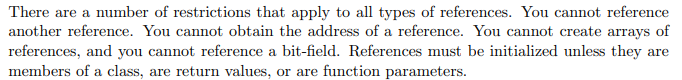 There are a number of restrictions that apply to all types of references. You cannot reference
another reference. You cannot obtain the address of a reference. You cannot create arrays of
references, and you cannot reference a bit-field. References must be initialized unless they are
members of a class, are return values, or are function parameters.